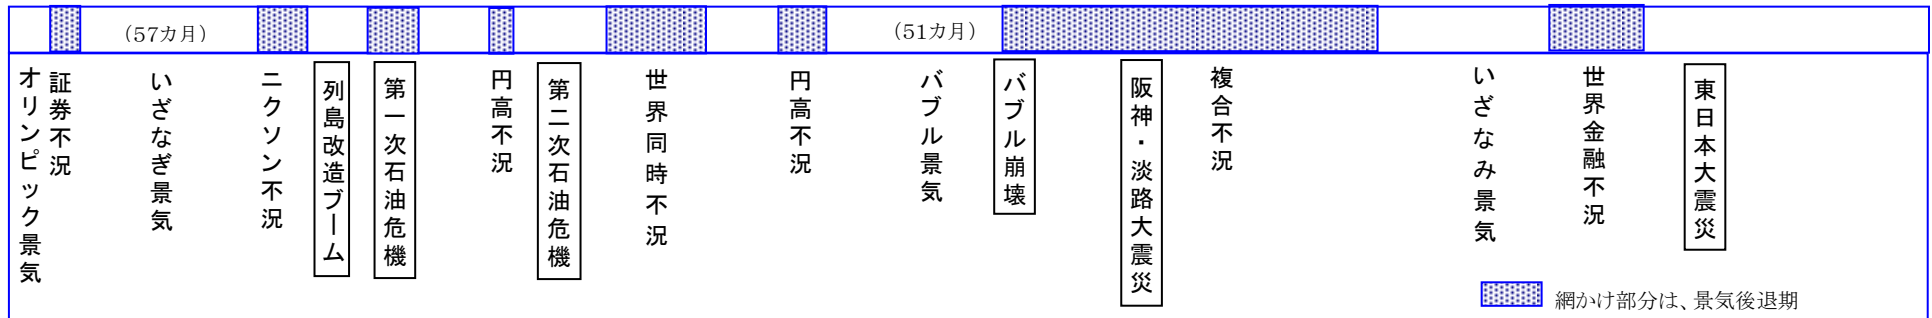 （57カ月）
（51カ月）
オリンピック景気
証券不況
いざなぎ景気
ニクソン不況
列島改造ブーム
第一次石油危機
円高不況
第二次石油危機
世界同時不況
円高不況
バブル景気
バブル崩壊
阪神・淡路大震災
複合不況
いざなみ景気
世界金融不況
東日本大震災
網かけ部分は、景気後退期